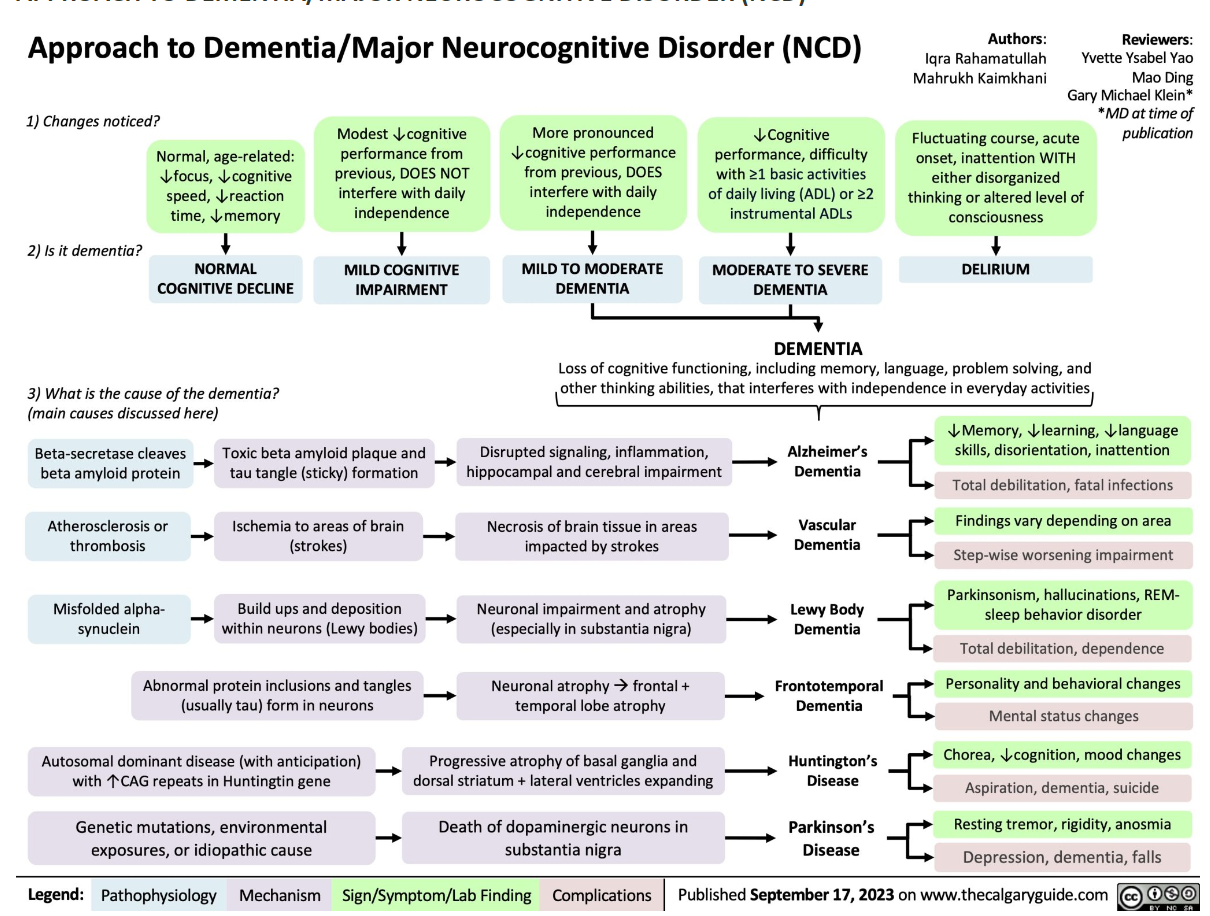 Approach to Dementia/Major Neurocognitive Disorder (NCD)
Authors:
Iqra Rahamatullah
Mahrukh Kaimkhani
Reviewers:
Yvette Ysabel Yao
Mao Ding
Gary Michael Klein*
*MD at time of
publication
1) Changes noticed?
Normal, age-related:
↓focus, ↓cognitive
speed, ↓reaction
time, ↓memory
Modest ↓cognitive
performance from
previous, DOES NOT
interfere with daily
independence
More pronounced
↓cognitive performance
from previous, DOES
interfere with daily
independence
↓Cognitive
performance, difficulty
with ≥1 basic activities
of daily living (ADL) or ≥2
instrumental ADLs
Fluctuating course, acute
onset, inattention WITH
either disorganized
thinking or altered level of
consciousness
2) Is it dementia?
NORMAL
COGNITIVE DECLINE
MILD COGNITIVE
IMPAIRMENT
MILD TO MODERATE
DEMENTIA
MODERATE TO SEVERE
DEMENTIA
DELIRIUM
DEMENTIA
Loss of cognitive functioning, including memory, language, problem solving, and
other thinking abilities, that interferes with independence in everyday activities
3) What is the cause of the dementia?
(main causes discussed here)
Beta-secretase cleaves
beta amyloid protein
Toxic beta amyloid plaque and
tau tangle (sticky) formation
Disrupted signaling, inflammation,
hippocampal and cerebral impairment
Alzheimer's
Dementia
↓Memory, ↓learning, ↓language
skills, disorientation, inattention
Total debilitation, fatal infections
Atherosclerosis or
thrombosis
Ischemia to areas of brain
(strokes)
Necrosis of brain tissue in areas
impacted by strokes
Vascular
Dementia
Findings vary depending on area
Step-wise worsening impairment
Misfolded alpha-
synuclein
Build ups and deposition
within neurons (Lewy bodies)
Neuronal impairment and atrophy
(especially in substantia nigra)
Lewy Body
Dementia
Parkinsonism, hallucinations, REM-
sleep behavior disorder
Total debilitation, dependence
Abnormal protein inclusions and tangles
(usually tau) form in neurons
Neuronal atrophy → frontal +
temporal lobe atrophy
Frontotemporal
Dementia
Personality and behavioral changes
Mental status changes
Autosomal dominant disease (with anticipation)
with ↑CAG repeats in Huntingtin gene
Progressive atrophy of basal ganglia and
dorsal striatum + lateral ventricles expanding
Huntington's
Disease
Chorea, ↓cognition, mood changes
Aspiration, dementia, suicide
Genetic mutations, environmental
exposures, or idiopathic cause
Death of dopaminergic neurons in
substantia nigra
Parkinson's
Disease
Resting tremor, rigidity, anosmia
Depression, dementia, falls
Legend: Pathophysiology Mechanism Sign/Symptom/Lab Finding Complications
Published September 17, 2023 on www.thecalgaryguide.com
cc BY NC SA